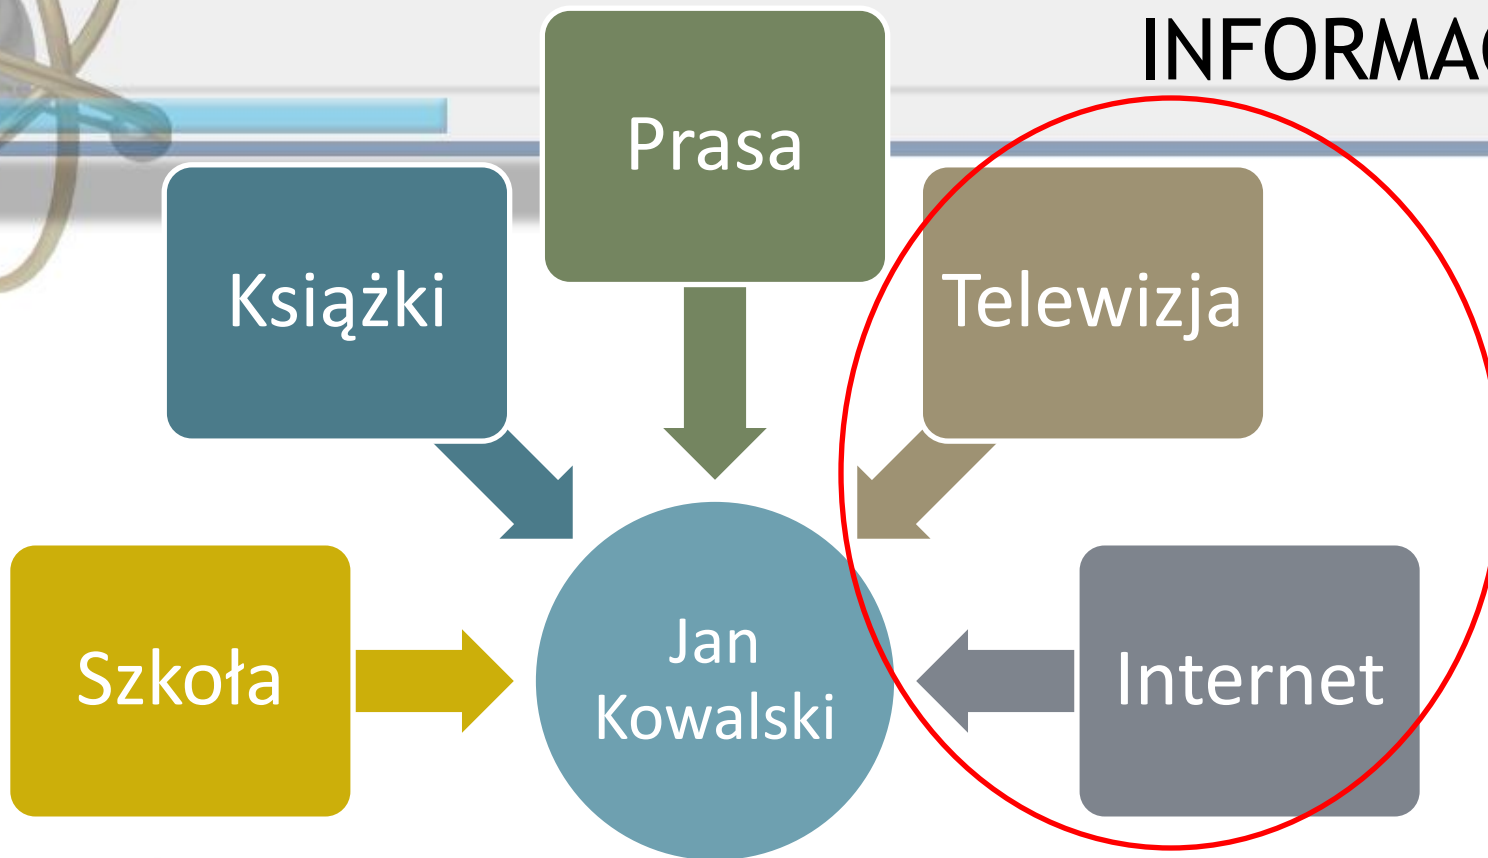 INFORMAC
Prasa
Książki
Telewizja
Szkoła
Jan
Kowalski
Internet